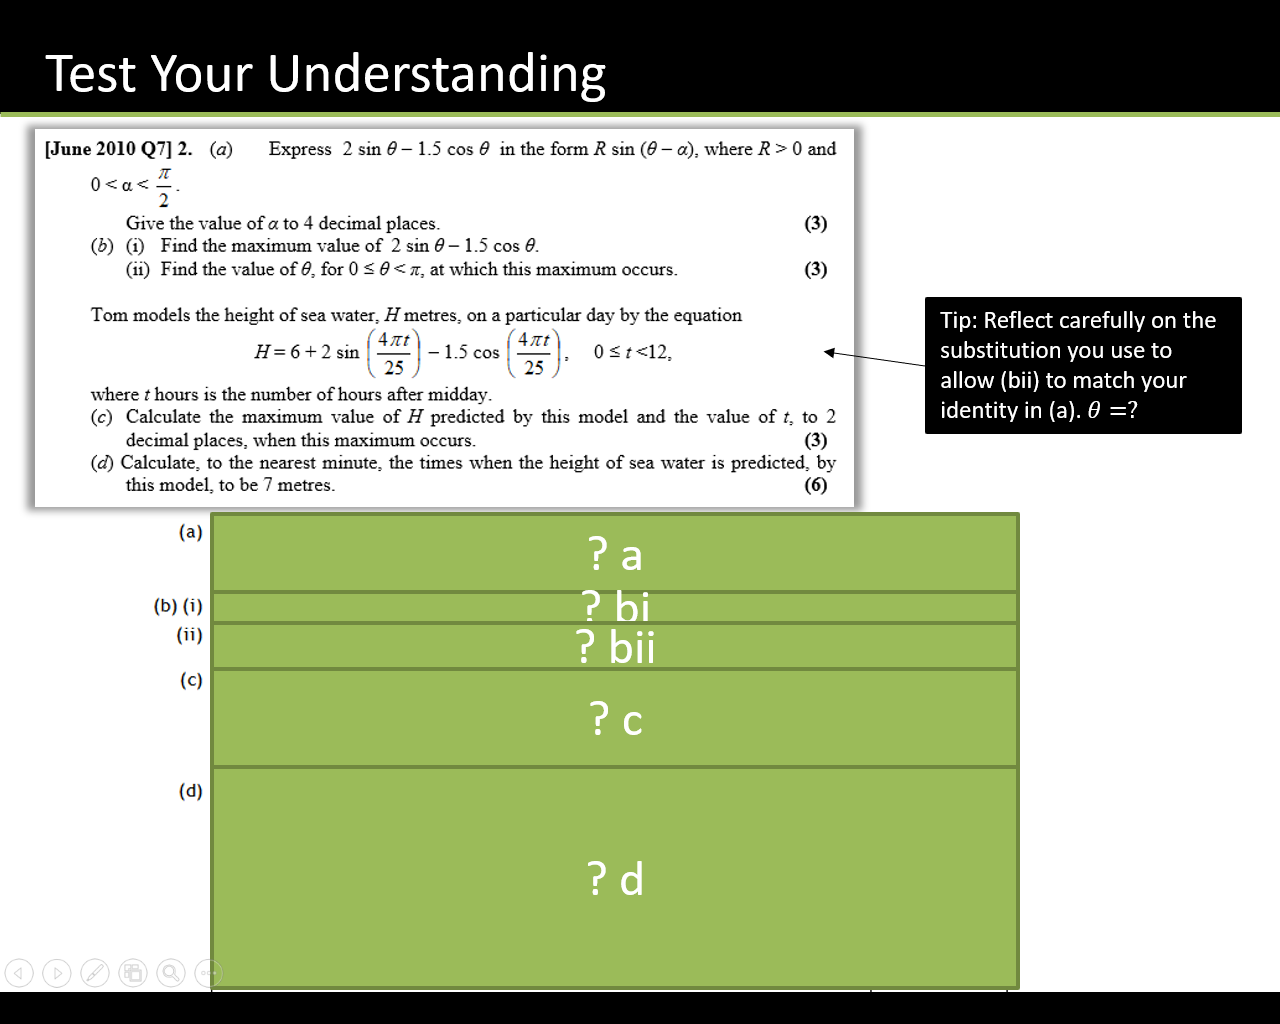 Test Your Understanding
[June 2010 Q7] 2. (a) Express 2 sin θ – 1.5 cos θ in the form R sin (θ – α), where R > 0 and
0 < α < π/2.
Give the value of α to 4 decimal places. (3)
(b) (i) Find the maximum value of 2 sin θ – 1.5 cos θ.
(ii) Find the value of θ, for 0 ≤ θ < π, at which this maximum occurs. (3)
Tom models the height of sea water, H metres, on a particular day by the equation
H = 6 + 2 sin (4πt/25) – 1.5 cos (4πt/25), 0 ≤ t <12,
where t hours is the number of hours after midday.
(c) Calculate the maximum value of H predicted by this model and the value of t, to 2
decimal places, when this maximum occurs. (3)
(d) Calculate, to the nearest minute, the times when the height of sea water is predicted, by
this model, to be 7 metres. (6)
Tip: Reflect carefully on the
substitution you use to
allow (bii) to match your
identity in (a). θ =?
(a)
? a
(b) (i)
? bi
(ii)
? bii
(c)
? c
(d)
? d